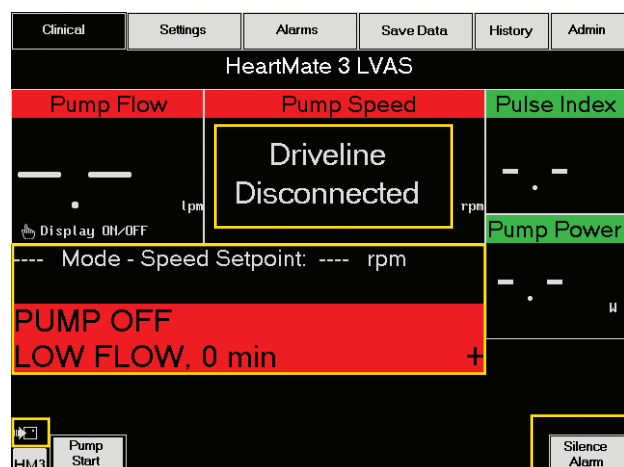 Clinical Settings Alarms Save Data History Admin
HeartMate 3 LVAS
Pump Flow Pump Speed Pulse Index
Driveline
Disconnected
-- -- . lpm rpm -.-
Display ON/OFF
Pump Power
---- Mode - Speed Setpoint: ---- rpm
-.- W
PUMP OFF
LOW FLOW, 0 min +
HM3
Pump
Start
Silence
Alarm